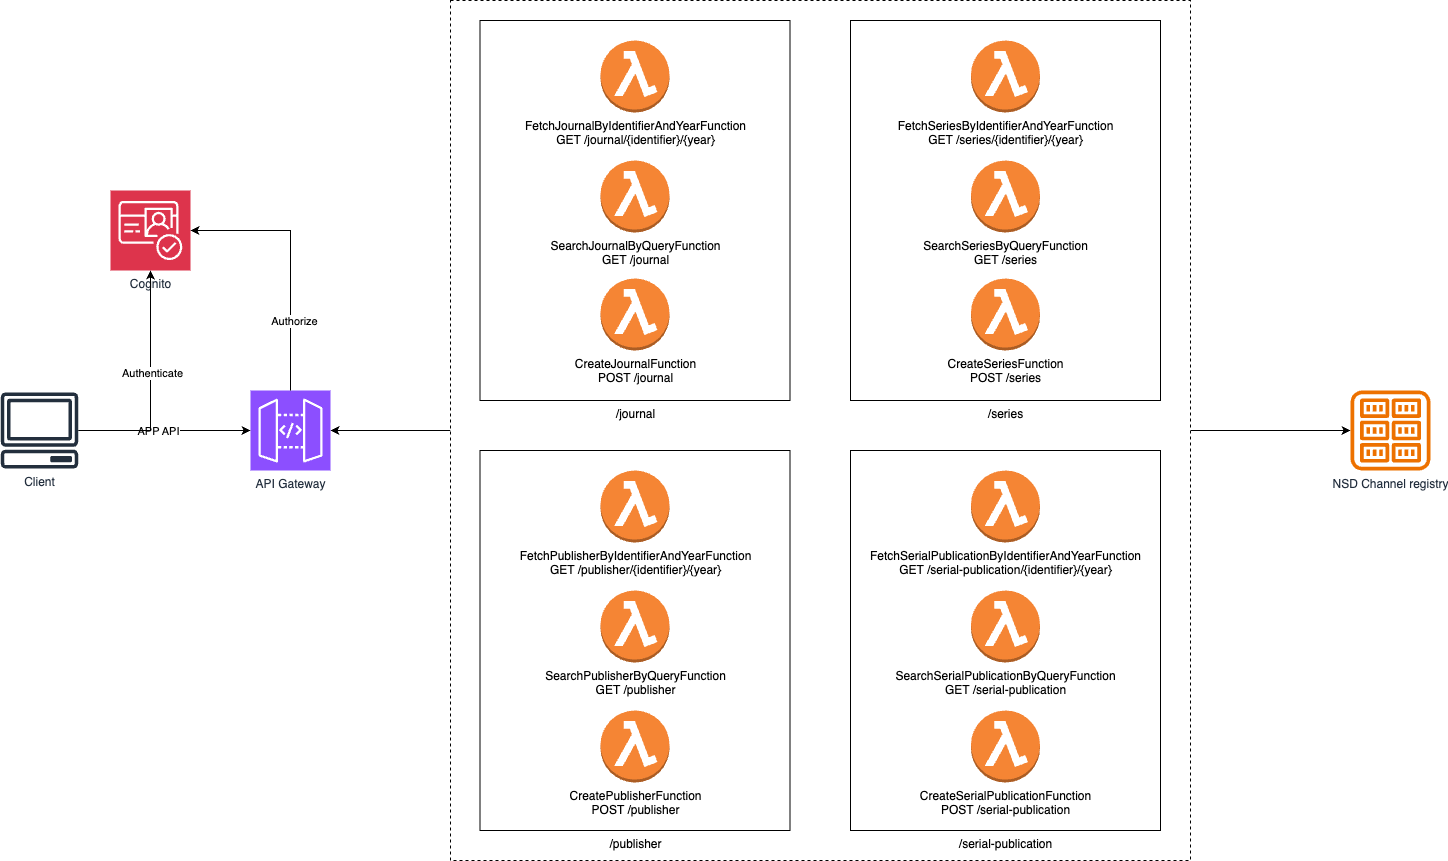 Cognito
Authorize
Authenticate
APP API
Client
API Gateway
FetchJournalByIdentifierAndYearFunction
GET /journal/{identifier}/{year}
SearchJournalByQueryFunction
GET /journal
CreateJournalFunction
POST /journal
/journal
FetchSeriesByIdentifierAndYearFunction
GET /series/{identifier}/{year}
SearchSeriesByQueryFunction
GET /series
CreateSeriesFunction
POST /series
/series
FetchPublisherByIdentifierAndYearFunction
GET /publisher/{identifier}/{year}
SearchPublisherByQueryFunction
GET /publisher
CreatePublisherFunction
POST /publisher
/publisher
FetchSerialPublicationByIdentifierAndYearFunction
GET /serial-publication/{identifier}/{year}
SearchSerialPublicationByQueryFunction
GET /serial-publication
CreateSerialPublicationFunction
POST /serial-publication
/serial-publication
NSD Channel registry